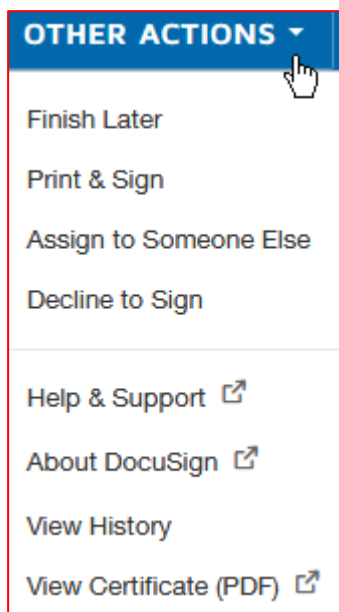 OTHER ACTIONS
Finish Later
Print & Sign
Assign to Someone Else
Decline to Sign
Help & Support
About DocuSign
View History
View Certificate (PDF)